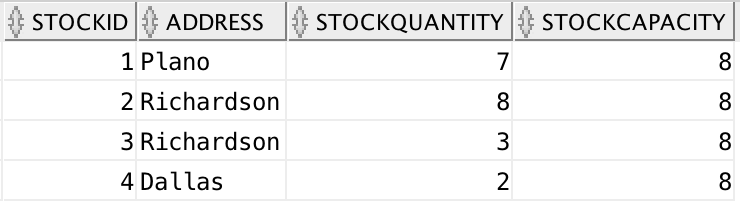 STOCKID ADDRESS STOCKQUANTITY STOCKCAPACITY
1 Plano 7 8
2 Richardson 8 8
3 Richardson 3 8
4 Dallas 2 8